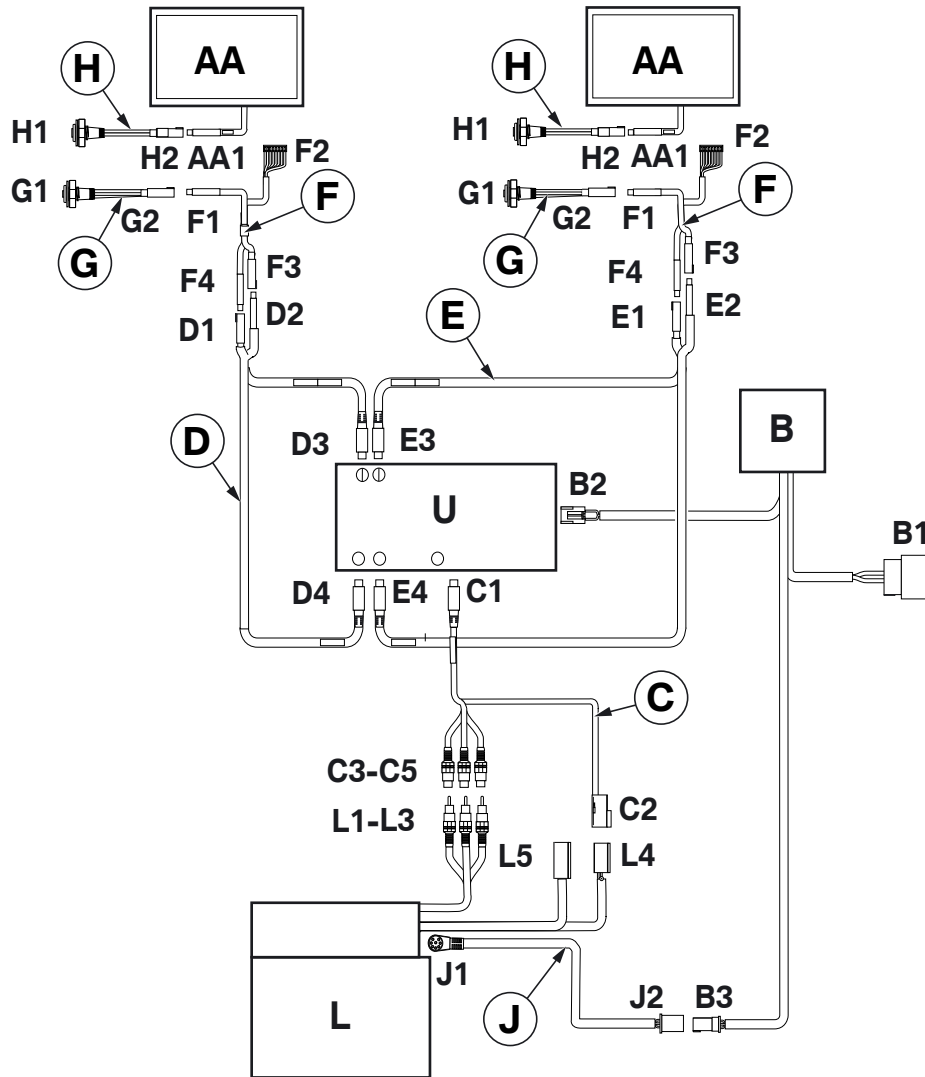 AA AA
H H
H1 H2 AA1 F2 H1 H2 AA1 F2
G1 G2 F1 F G1 G2 F1 F
G G
F4 F3 F4 F3
D1 D2 E1 E2
E
D D3 E3 B
U B2
B1
D4 E4 C1
C
C3-C5
C2
L1-L3
L5 L4
J1
L J J2 B3